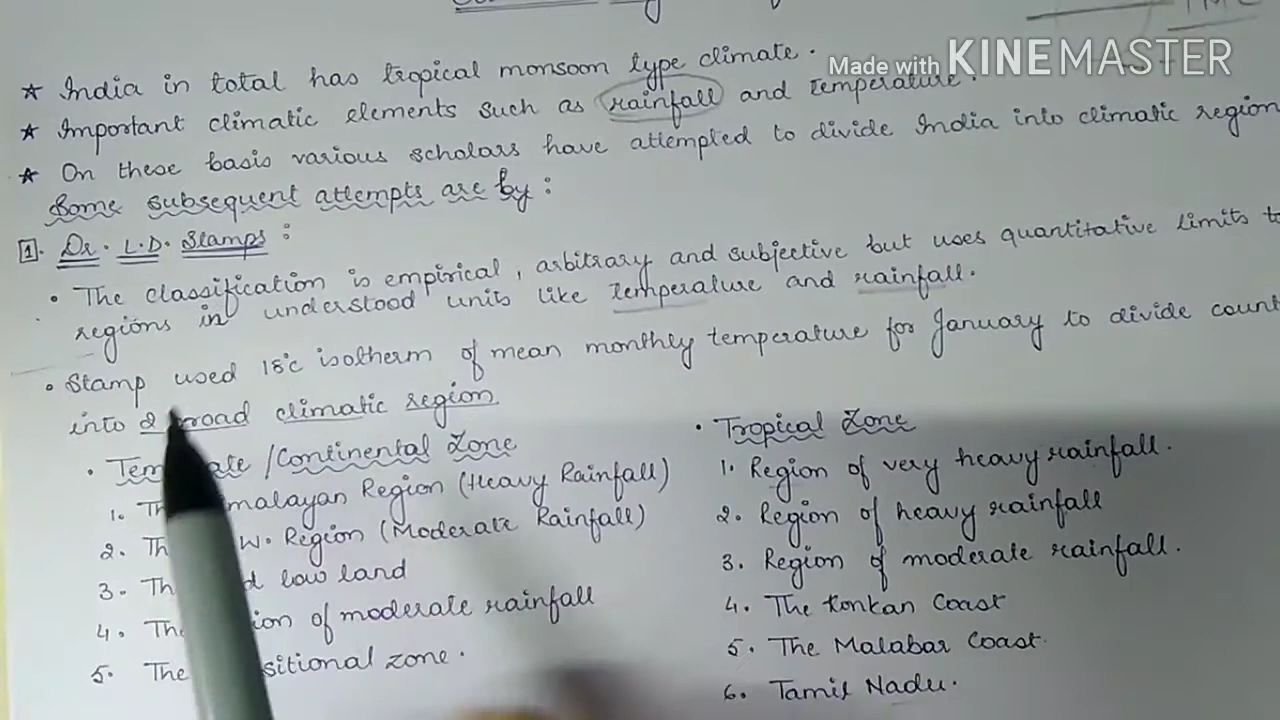 Made with KINEMASTER
★ India in total has tropical monsoon type climate.
★ Important climatic elements such as rainfall and temperature.
★ On these basis various scholars have attempted to divide India into climatic region
Some subsequent attempts are by:
1. Dr. L.D. Stamps:
• The classification is empirical, arbitrary and subjective but uses quantitative limits to
regions in understood units like temperature and rainfall.
• Stamp used 18°c isotherm of mean monthly temperature for January to divide count
into 2 broad climatic region
• /Continental Zone
1. Region (Heavy Rainfall)
2. W. Region (Moderate Rainfall)
3. low land
4. of moderate rainfall
5. zone.
• Tropical Zone
1. Region of very heavy rainfall.
2. Region of heavy rainfall
3. Region of moderate rainfall.
4. The Konkan Coast
5. The Malabar Coast
6. Tamil Nadu.